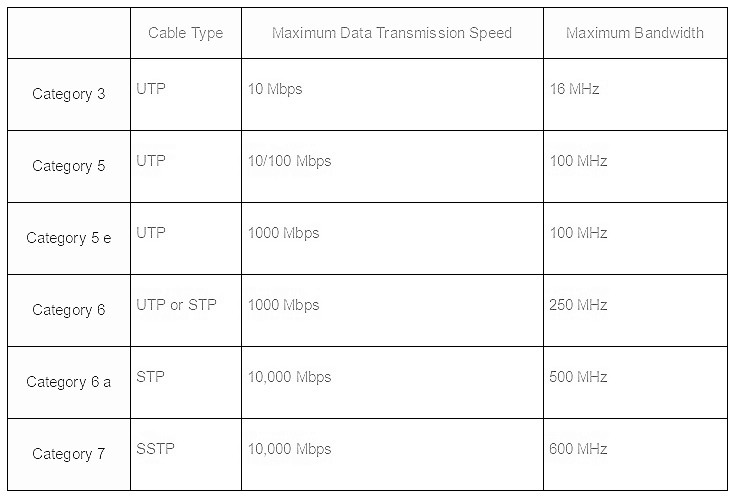 Cable Type Maximum Data Transmission Speed Maximum Bandwidth
Category 3 UTP 10 Mbps 16 MHz
Category 5 UTP 10/100 Mbps 100 MHz
Category 5 e UTP 1000 Mbps 100 MHz
Category 6 UTP or STP 1000 Mbps 250 MHz
Category 6 a STP 10,000 Mbps 500 MHz
Category 7 SSTP 10,000 Mbps 600 MHz